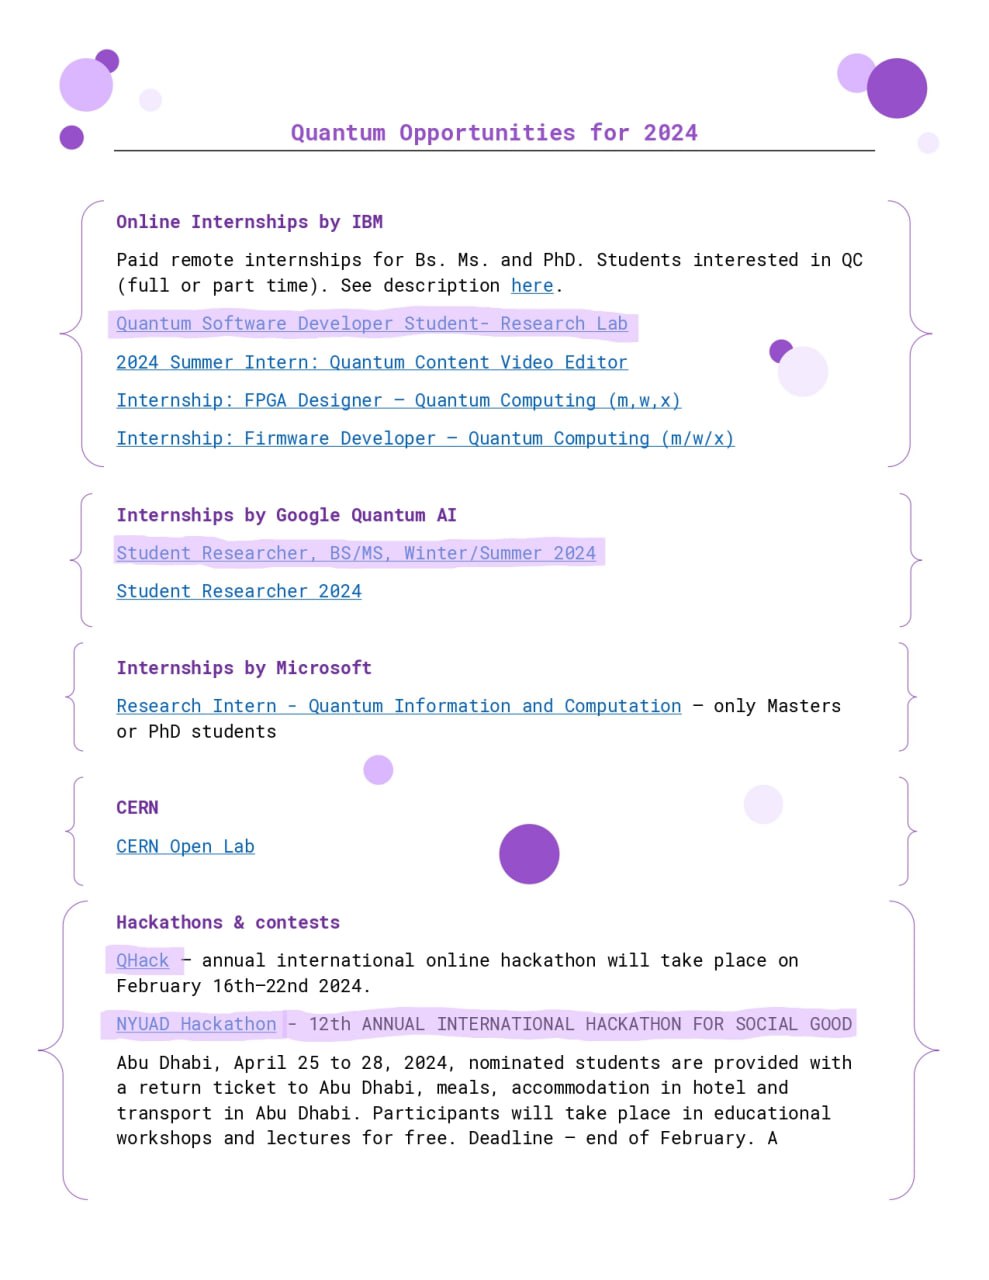 Quantum Opportunities for 2024
Online Internships by IBM
Paid remote internships for Bs. Ms. and PhD. Students interested in QC
(full or part time). See description here.
Quantum Software Developer Student- Research Lab
2024 Summer Intern: Quantum Content Video Editor
Internship: FPGA Designer – Quantum Computing (m,w,x)
Internship: Firmware Developer – Quantum Computing (m/w/x)
Internships by Google Quantum AI
Student Researcher, BS/MS, Winter/Summer 2024
Student Researcher 2024
Internships by Microsoft
Research Intern - Quantum Information and Computation – only Masters
or PhD students
CERN
CERN Open Lab
Hackathons & contests
QHack – annual international online hackathon will take place on
February 16th–22nd 2024.
NYUAD Hackathon - 12th ANNUAL INTERNATIONAL HACKATHON FOR SOCIAL GOOD
Abu Dhabi, April 25 to 28, 2024, nominated students are provided with
a return ticket to Abu Dhabi, meals, accommodation in hotel and
transport in Abu Dhabi. Participants will take place in educational
workshops and lectures for free. Deadline – end of February. A